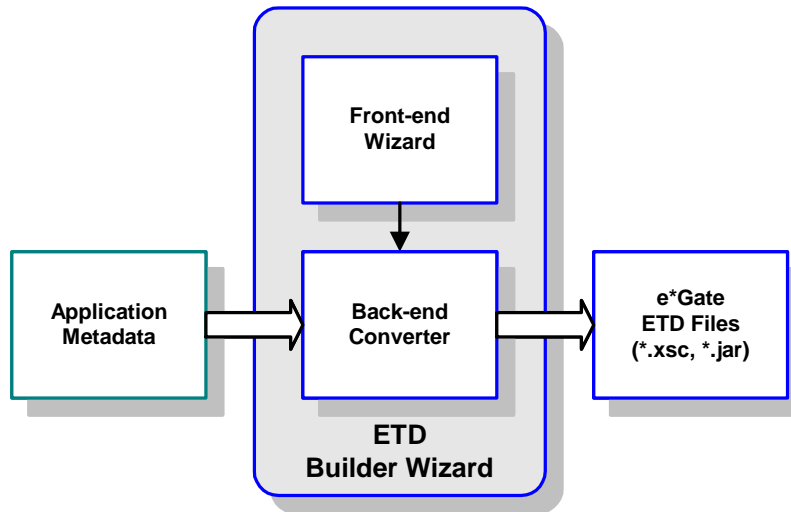 Front-end
Wizard
Application
Metadata
Back-end
Converter
e*Gate
ETD Files
(*.xsc, *.jar)
ETD
Builder Wizard